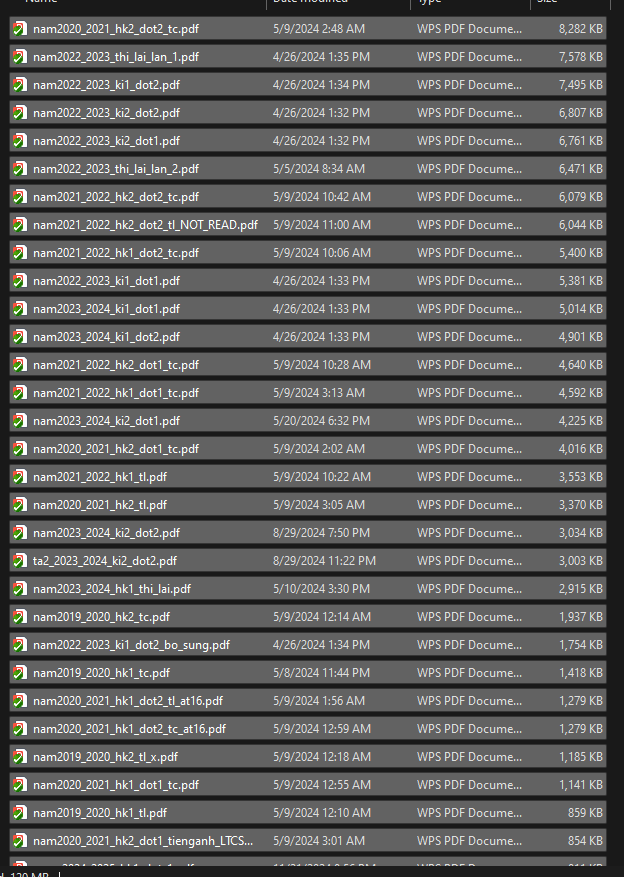 Name Date modified Type Size
nam2020_2021_hk2_dot2_tc.pdf 5/9/2024 2:48 AM WPS PDF Docume... 8,282 KB
nam2022_2023_thi_lai_lan_1.pdf 4/26/2024 1:35 PM WPS PDF Docume... 7,578 KB
nam2022_2023_ki1_dot2.pdf 4/26/2024 1:34 PM WPS PDF Docume... 7,495 KB
nam2022_2023_ki2_dot2.pdf 4/26/2024 1:32 PM WPS PDF Docume... 6,807 KB
nam2022_2023_ki2_dot1.pdf 4/26/2024 1:32 PM WPS PDF Docume... 6,761 KB
nam2022_2023_thi_lai_lan_2.pdf 5/5/2024 8:34 AM WPS PDF Docume... 6,471 KB
nam2021_2022_hk2_dot2_tc.pdf 5/9/2024 10:42 AM WPS PDF Docume... 6,079 KB
nam2021_2022_hk2_dot2_tl_NOT_READ.pdf 5/9/2024 11:00 AM WPS PDF Docume... 6,044 KB
nam2021_2022_hk1_dot2_tc.pdf 5/9/2024 10:06 AM WPS PDF Docume... 5,400 KB
nam2022_2023_ki1_dot1.pdf 4/26/2024 1:33 PM WPS PDF Docume... 5,381 KB
nam2023_2024_ki1_dot1.pdf 4/26/2024 1:33 PM WPS PDF Docume... 5,014 KB
nam2023_2024_ki1_dot2.pdf 4/26/2024 1:33 PM WPS PDF Docume... 4,901 KB
nam2021_2022_hk2_dot1_tc.pdf 5/9/2024 10:28 AM WPS PDF Docume... 4,640 KB
nam2021_2022_hk1_dot1_tc.pdf 5/9/2024 3:13 AM WPS PDF Docume... 4,592 KB
nam2023_2024_ki2_dot1.pdf 5/20/2024 6:32 PM WPS PDF Docume... 4,225 KB
nam2020_2021_hk2_dot1_tc.pdf 5/9/2024 2:02 AM WPS PDF Docume... 4,016 KB
nam2021_2022_hk1_tl.pdf 5/9/2024 10:22 AM WPS PDF Docume... 3,553 KB
nam2020_2021_hk2_tl.pdf 5/9/2024 3:05 AM WPS PDF Docume... 3,370 KB
nam2023_2024_ki2_dot2.pdf 8/29/2024 7:50 PM WPS PDF Docume... 3,034 KB
ta2_2023_2024_ki2_dot2.pdf 8/29/2024 11:22 PM WPS PDF Docume... 3,003 KB
nam2023_2024_hk1_thi_lai.pdf 5/10/2024 3:30 PM WPS PDF Docume... 2,915 KB
nam2019_2020_hk2_tc.pdf 5/9/2024 12:14 AM WPS PDF Docume... 1,937 KB
nam2022_2023_ki1_dot2_bo_sung.pdf 4/26/2024 1:34 PM WPS PDF Docume... 1,754 KB
nam2019_2020_hk1_tc.pdf 5/8/2024 11:44 PM WPS PDF Docume... 1,418 KB
nam2020_2021_hk1_dot2_tl_at16.pdf 5/9/2024 1:56 AM WPS PDF Docume... 1,279 KB
nam2020_2021_hk1_dot2_tc_at16.pdf 5/9/2024 12:59 AM WPS PDF Docume... 1,279 KB
nam2019_2020_hk2_tl_x.pdf 5/9/2024 12:18 AM WPS PDF Docume... 1,185 KB
nam2020_2021_hk1_dot1_tc.pdf 5/9/2024 12:55 AM WPS PDF Docume... 1,141 KB
nam2019_2020_hk1_tl.pdf 5/9/2024 12:10 AM WPS PDF Docume... 859 KB
nam2020_2021_hk2_dot1_tienganh_LTCS... 5/9/2024 3:01 AM WPS PDF Docume... 854 KB